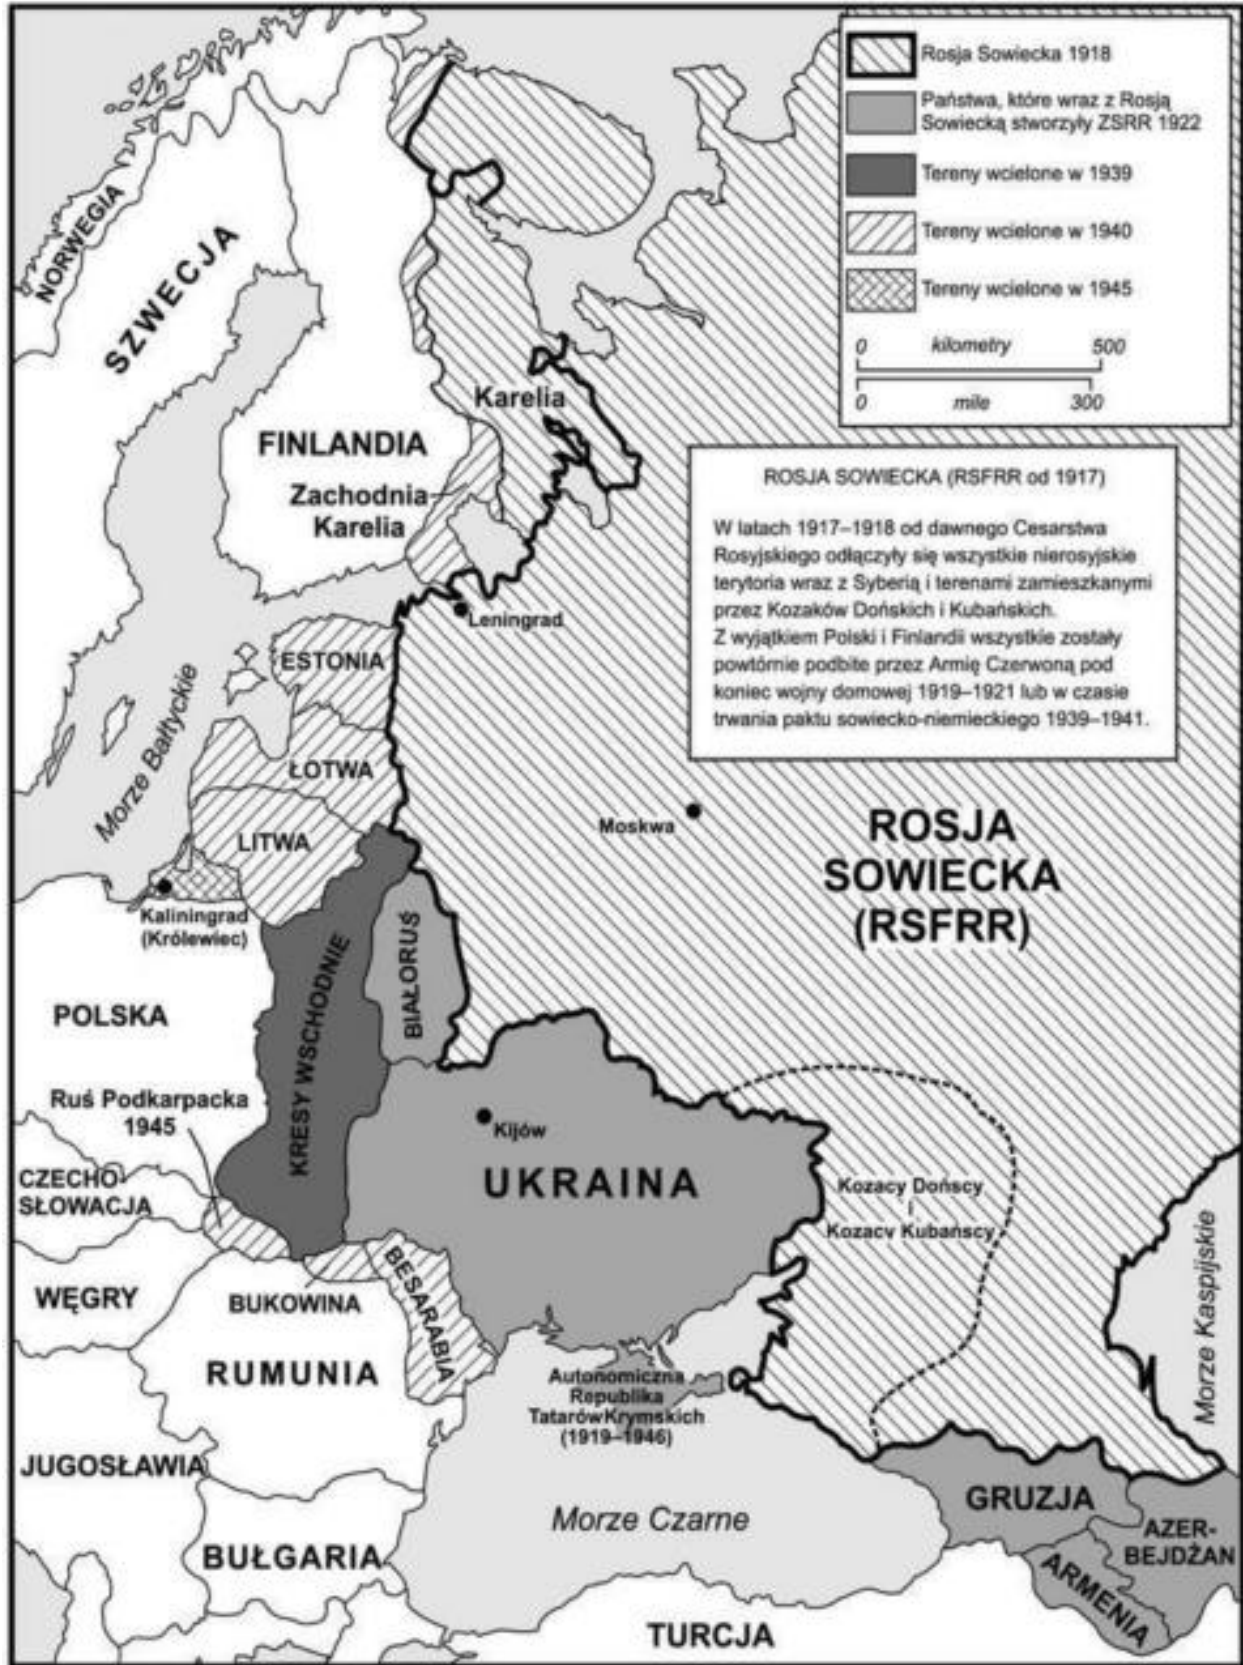 Rosja Sowiecka 1918
Państwa, które wraz z Rosją
Sowiecką stworzyły ZSRR 1922
Tereny wcielone w 1939
Tereny wcielone w 1940
Tereny wcielone w 1945
0 kilometry 500
0 mile 300
NORWEGIA
SZWECJA
FINLANDIA
Karelia
Zachodnia
Karelia
Leningrad
ROSJA SOWIECKA (RSFRR od 1917)
W latach 1917–1918 od dawnego Cesarstwa
Rosyjskiego odłączyły się wszystkie nierosyjskie
terytoria wraz z Syberią i terenami zamieszkanymi
przez Kozaków Dońskich i Kubańskich.
Z wyjątkiem Polski i Finlandii wszystkie zostały
powtórnie podbite przez Armię Czerwoną pod
koniec wojny domowej 1919–1921 lub w czasie
trwania paktu sowiecko-niemieckiego 1939–1941.
Morze Bałtyckie
ESTONIA
ŁOTWA
LITWA
Moskwa
ROSJA
SOWIECKA
(RSFRR)
Kaliningrad
(Królewiec)
POLSKA
KRESY WSCHODNIE
BIAŁORUŚ
Ruś Podkarpacka
1945
Kijów
UKRAINA
CZECHO-
SŁOWACJA
Kozacy Dońscy
i
Kozacy Kubańscy
Morze Kaspijskie
WĘGRY
BUKOWINA
BESARABIA
RUMUNIA
Autonomiczna
Republika
Tatarów Krymskich
(1919–1946)
JUGOSŁAWIA
Morze Czarne
BUŁGARIA
GRUZJA
AZER-
BEJDŻAN
ARMENIA
TURCJA